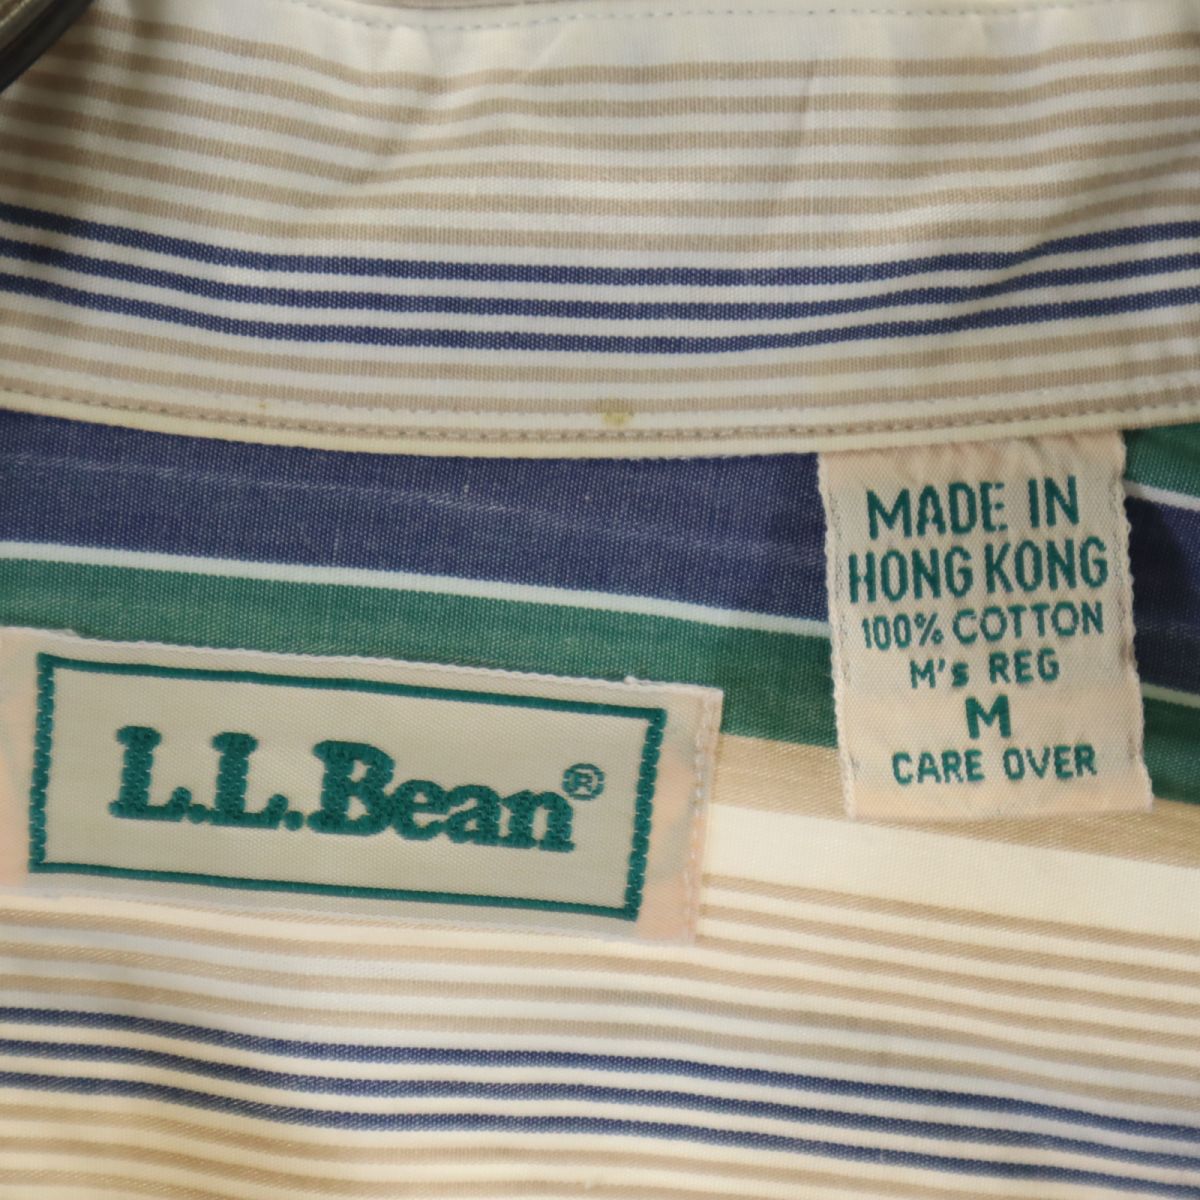 MADE IN
HONG KONG
100% COTTON
M's REG
M
CARE OVER
L.L.Bean®